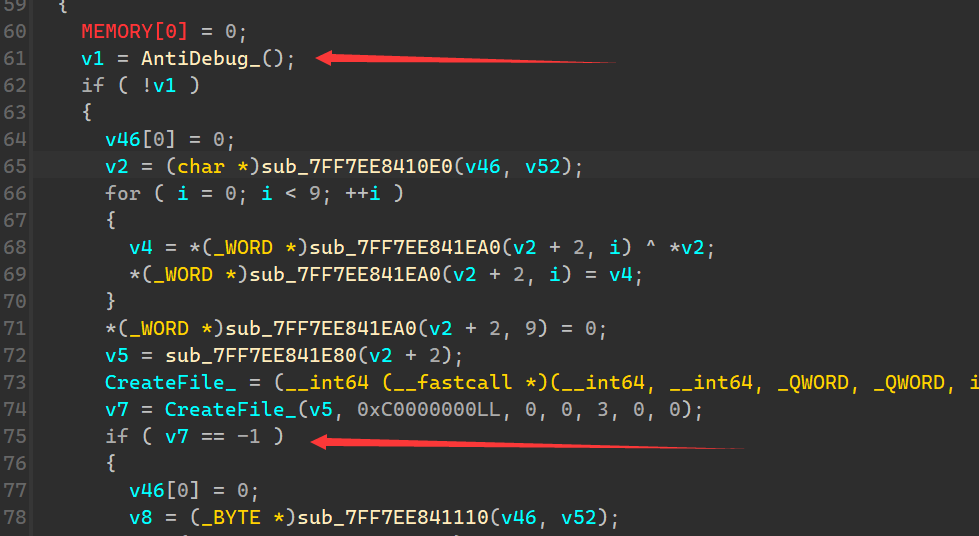 59 {
60 MEMORY[0] = 0;
61 v1 = AntiDebug_();
62 if ( !v1 )
63 {
64 v46[0] = 0;
65 v2 = (char *)sub_7FF7EE8410E0(v46, v52);
66 for ( i = 0; i < 9; ++i )
67 {
68 v4 = *(_WORD *)sub_7FF7EE841EA0(v2 + 2, i) ^ *v2;
69 *(_WORD *)sub_7FF7EE841EA0(v2 + 2, i) = v4;
70 }
71 *(_WORD *)sub_7FF7EE841EA0(v2 + 2, 9) = 0;
72 v5 = sub_7FF7EE841E80(v2 + 2);
73 CreateFile_ = (__int64 (__fastcall *)(__int64, __int64, _QWORD, _QWORD, i
74 v7 = CreateFile_(v5, 0xC0000000LL, 0, 0, 3, 0, 0);
75 if ( v7 == -1 )
76 {
77 v46[0] = 0;
78 v8 = (_BYTE *)sub_7FF7EE841110(v46, v52);